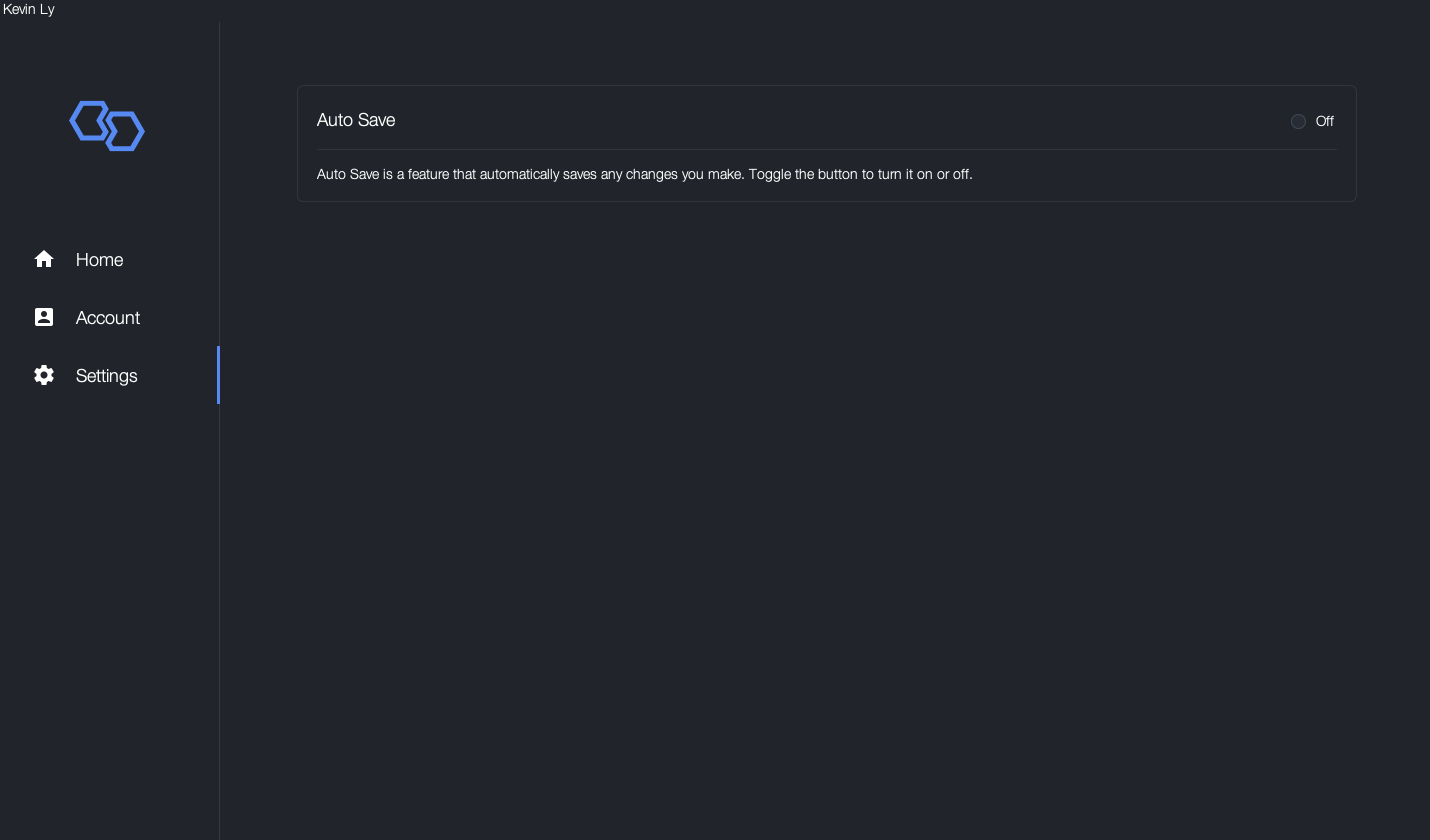 Kevin Ly
Auto Save
Off
Auto Save is a feature that automatically saves any changes you make. Toggle the button to turn it on or off.
Home
Account
Settings